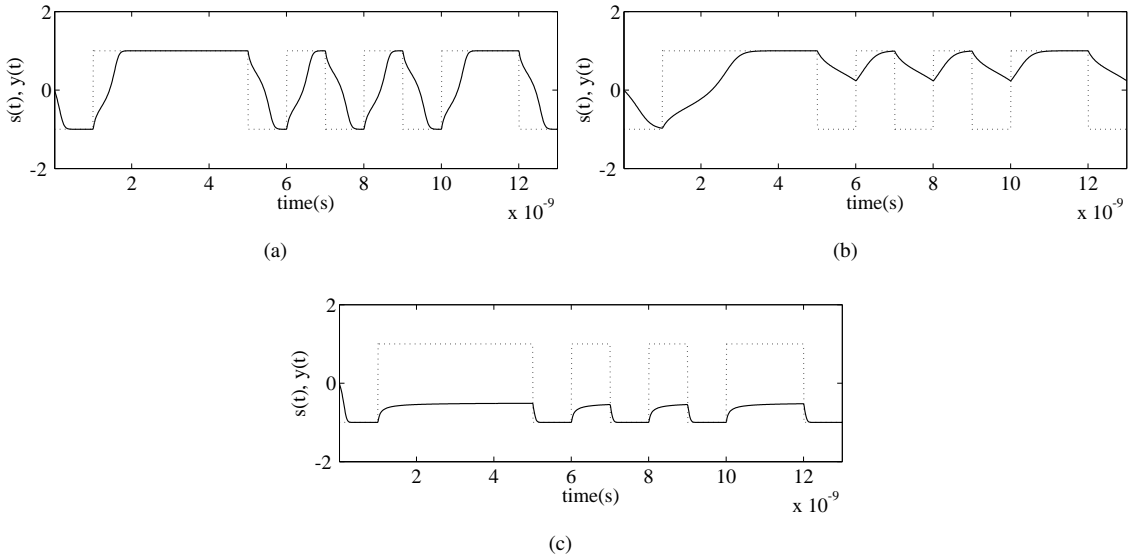 2
0
-2
s(t), y(t)
2 4 6 8 10 12
time(s)
x 10^-9
(a)
2
0
-2
s(t), y(t)
2 4 6 8 10 12
time(s)
x 10^-9
(b)
2
0
-2
s(t), y(t)
2 4 6 8 10 12
time(s)
x 10^-9
(c)